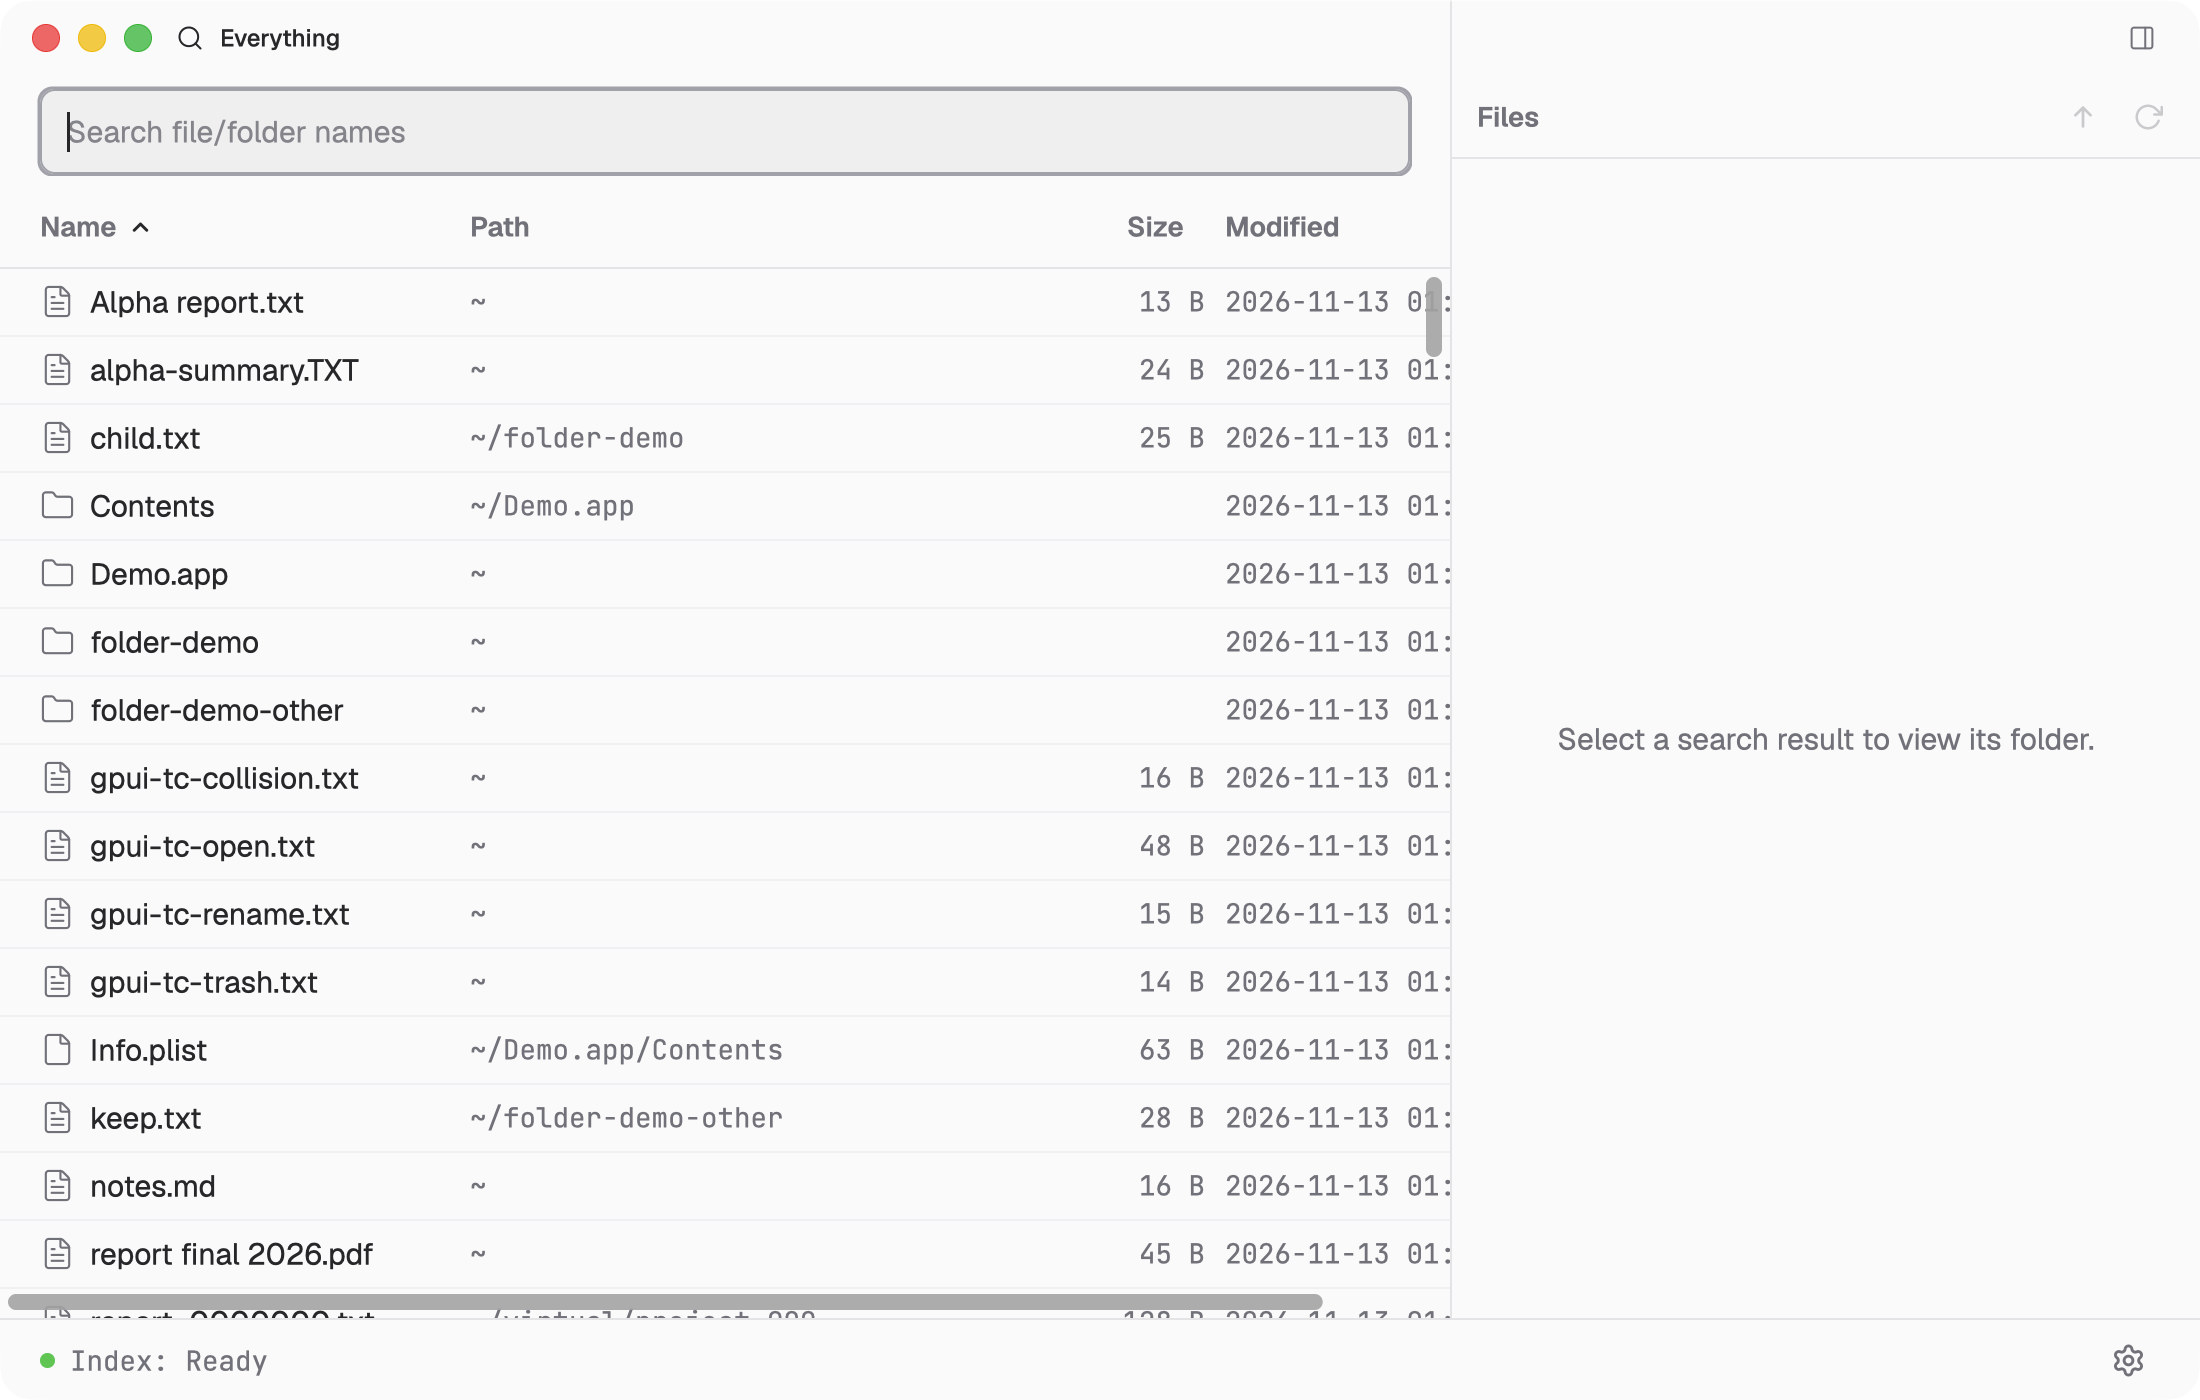 Everything
Search file/folder names
Files
Name Path Size Modified
Alpha report.txt ~ 13 B 2026-11-13 01:
alpha-summary.TXT ~ 24 B 2026-11-13 01:
child.txt ~/folder-demo 25 B 2026-11-13 01:
Contents ~/Demo.app 2026-11-13 01:
Demo.app ~ 2026-11-13 01:
folder-demo ~ 2026-11-13 01:
folder-demo-other ~ 2026-11-13 01:
gpui-tc-collision.txt ~ 16 B 2026-11-13 01:
gpui-tc-open.txt ~ 48 B 2026-11-13 01:
gpui-tc-rename.txt ~ 15 B 2026-11-13 01:
gpui-tc-trash.txt ~ 14 B 2026-11-13 01:
Info.plist ~/Demo.app/Contents 63 B 2026-11-13 01:
keep.txt ~/folder-demo-other 28 B 2026-11-13 01:
notes.md ~ 16 B 2026-11-13 01:
report final 2026.pdf ~ 45 B 2026-11-13 01:
Select a search result to view its folder.
Index: Ready